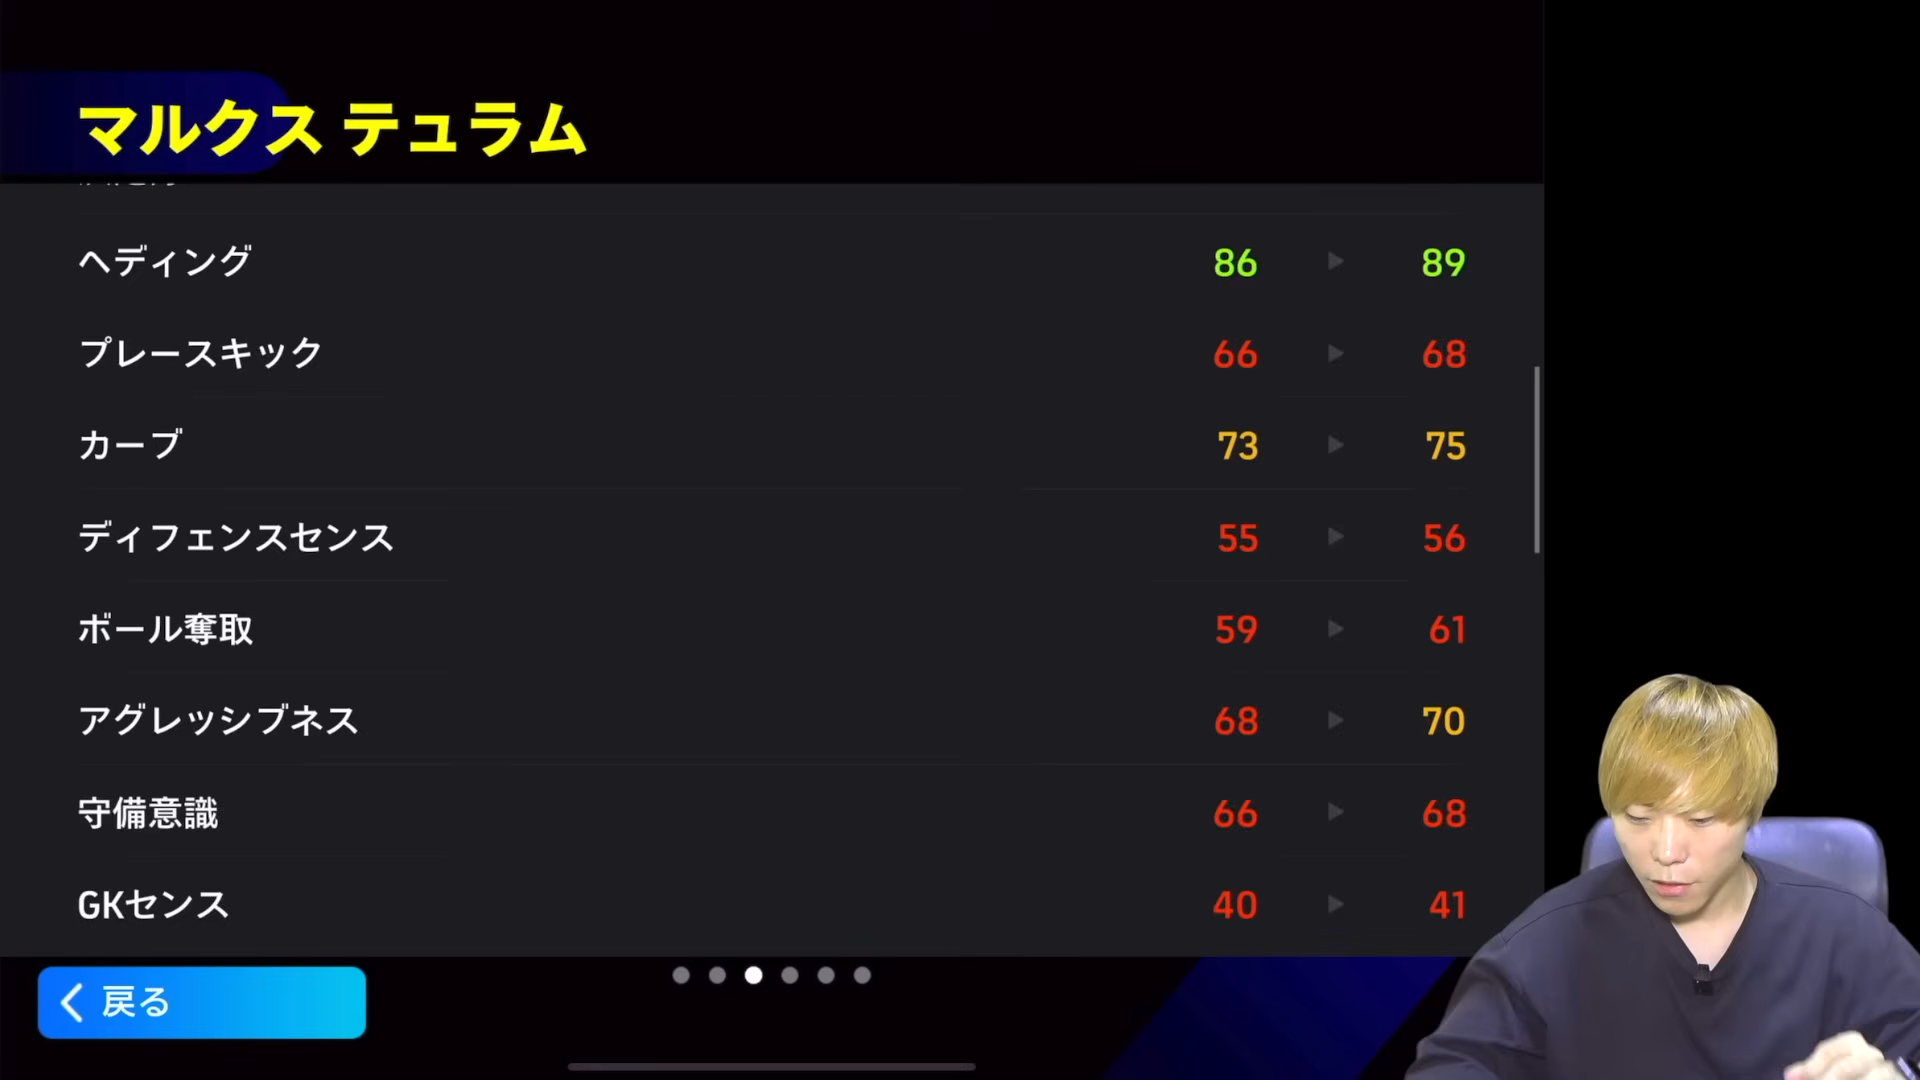 マルクス テュラム
ヘディング 86 89
プレースキック 66 68
カーブ 73 75
ディフェンスセンス 55 56
ボール奪取 59 61
アグレッシブネス 68 70
守備意識 66 68
GKセンス 40 41
戻る